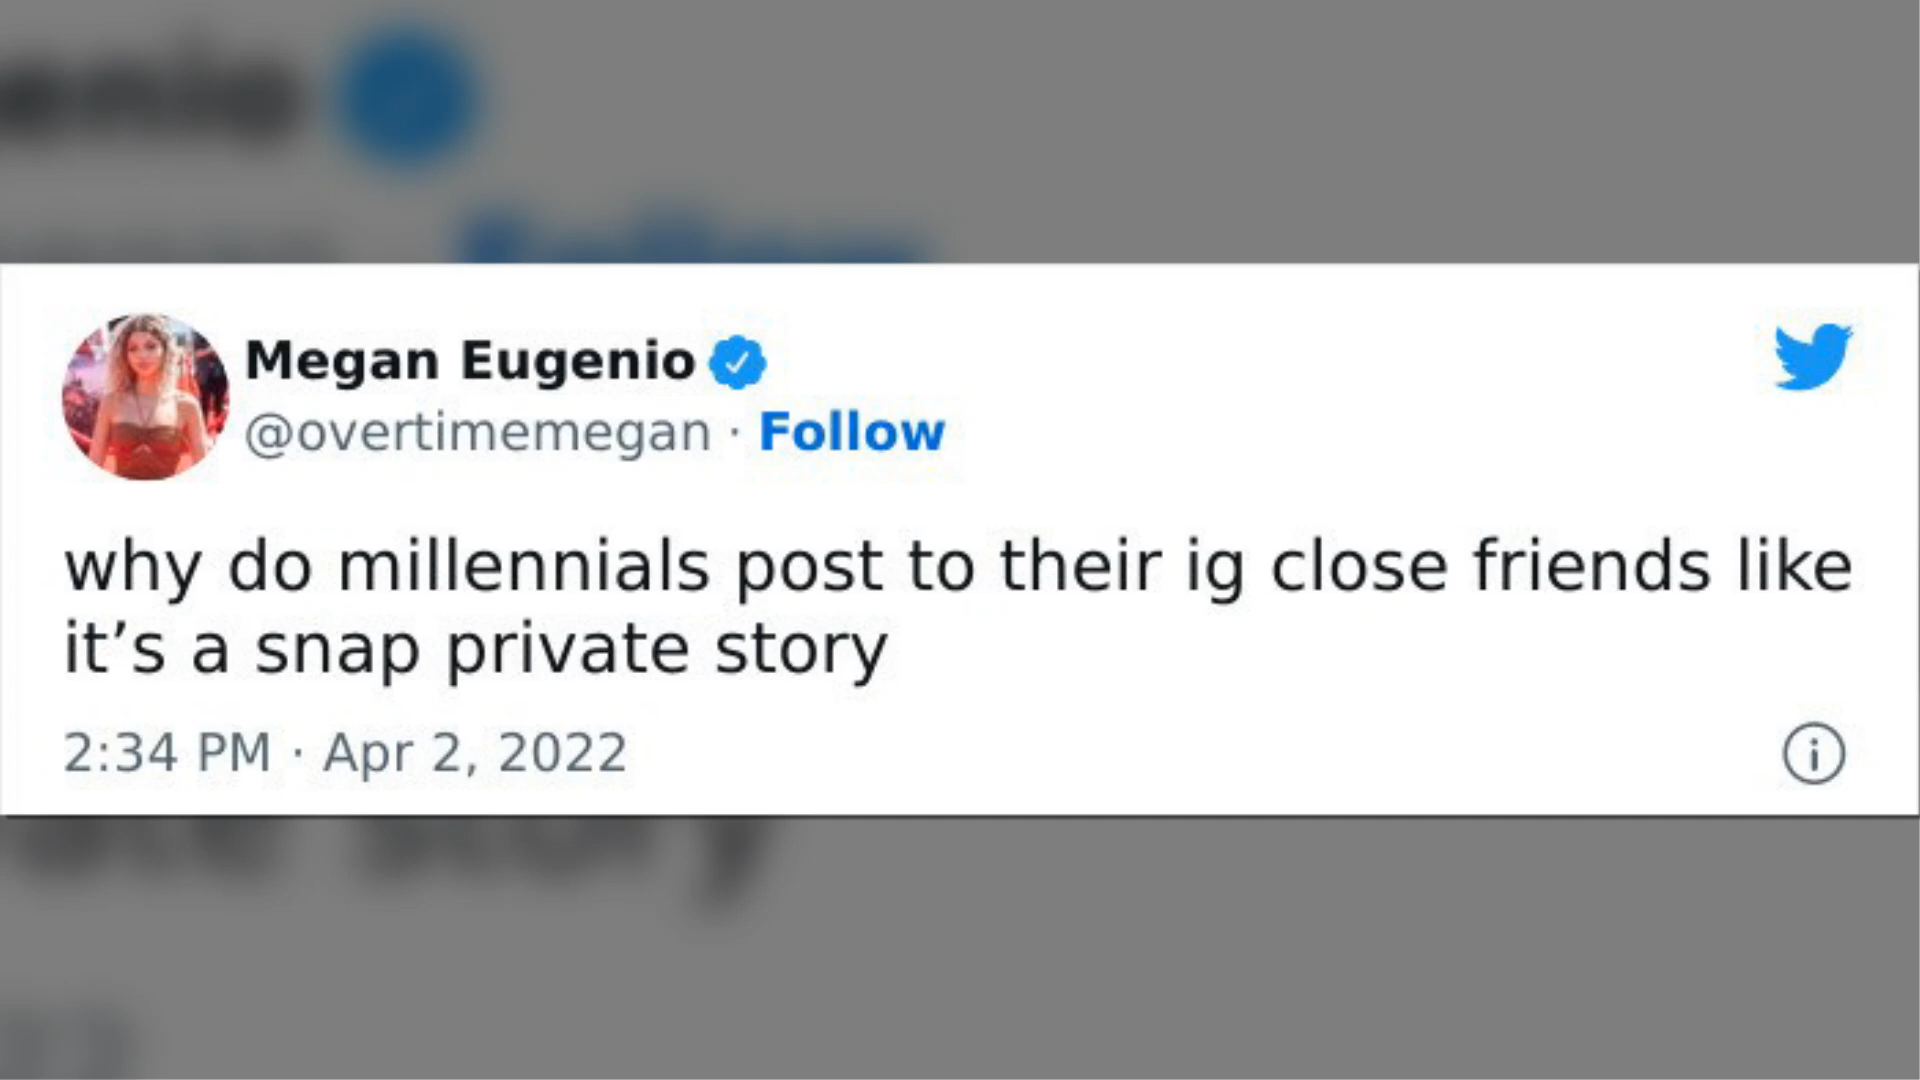 enio
Megan Eugenio
@overtimemegan · Follow
why do millennials post to their ig close friends like
it’s a snap private story
2:34 PM · Apr 2, 2022